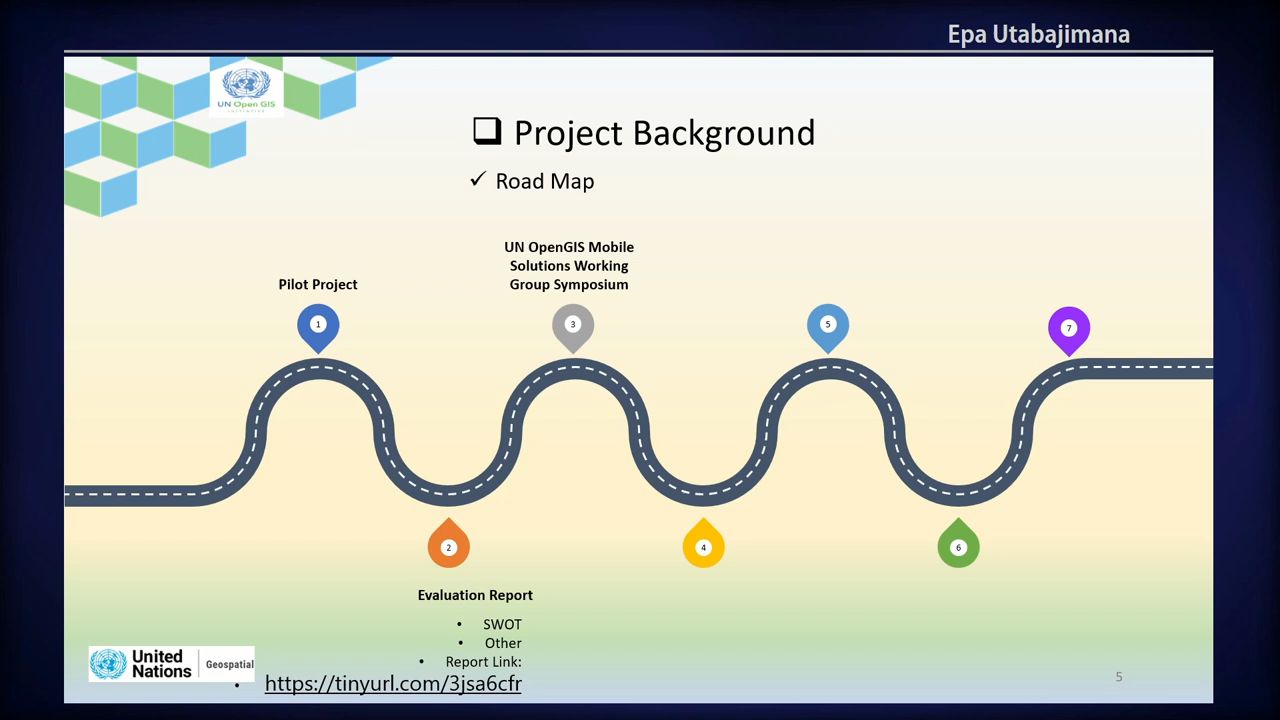 Epa Utabajimana
UN Open GIS
INITIATIVE
❑ Project Background
✓ Road Map
UN OpenGIS Mobile
Solutions Working
Group Symposium
Pilot Project
1
3
5
7
2
4
6
Evaluation Report
• SWOT
• Other
• Report Link:
• https://tinyurl.com/3jsa6cfr
United
Nations
Geospatial
5